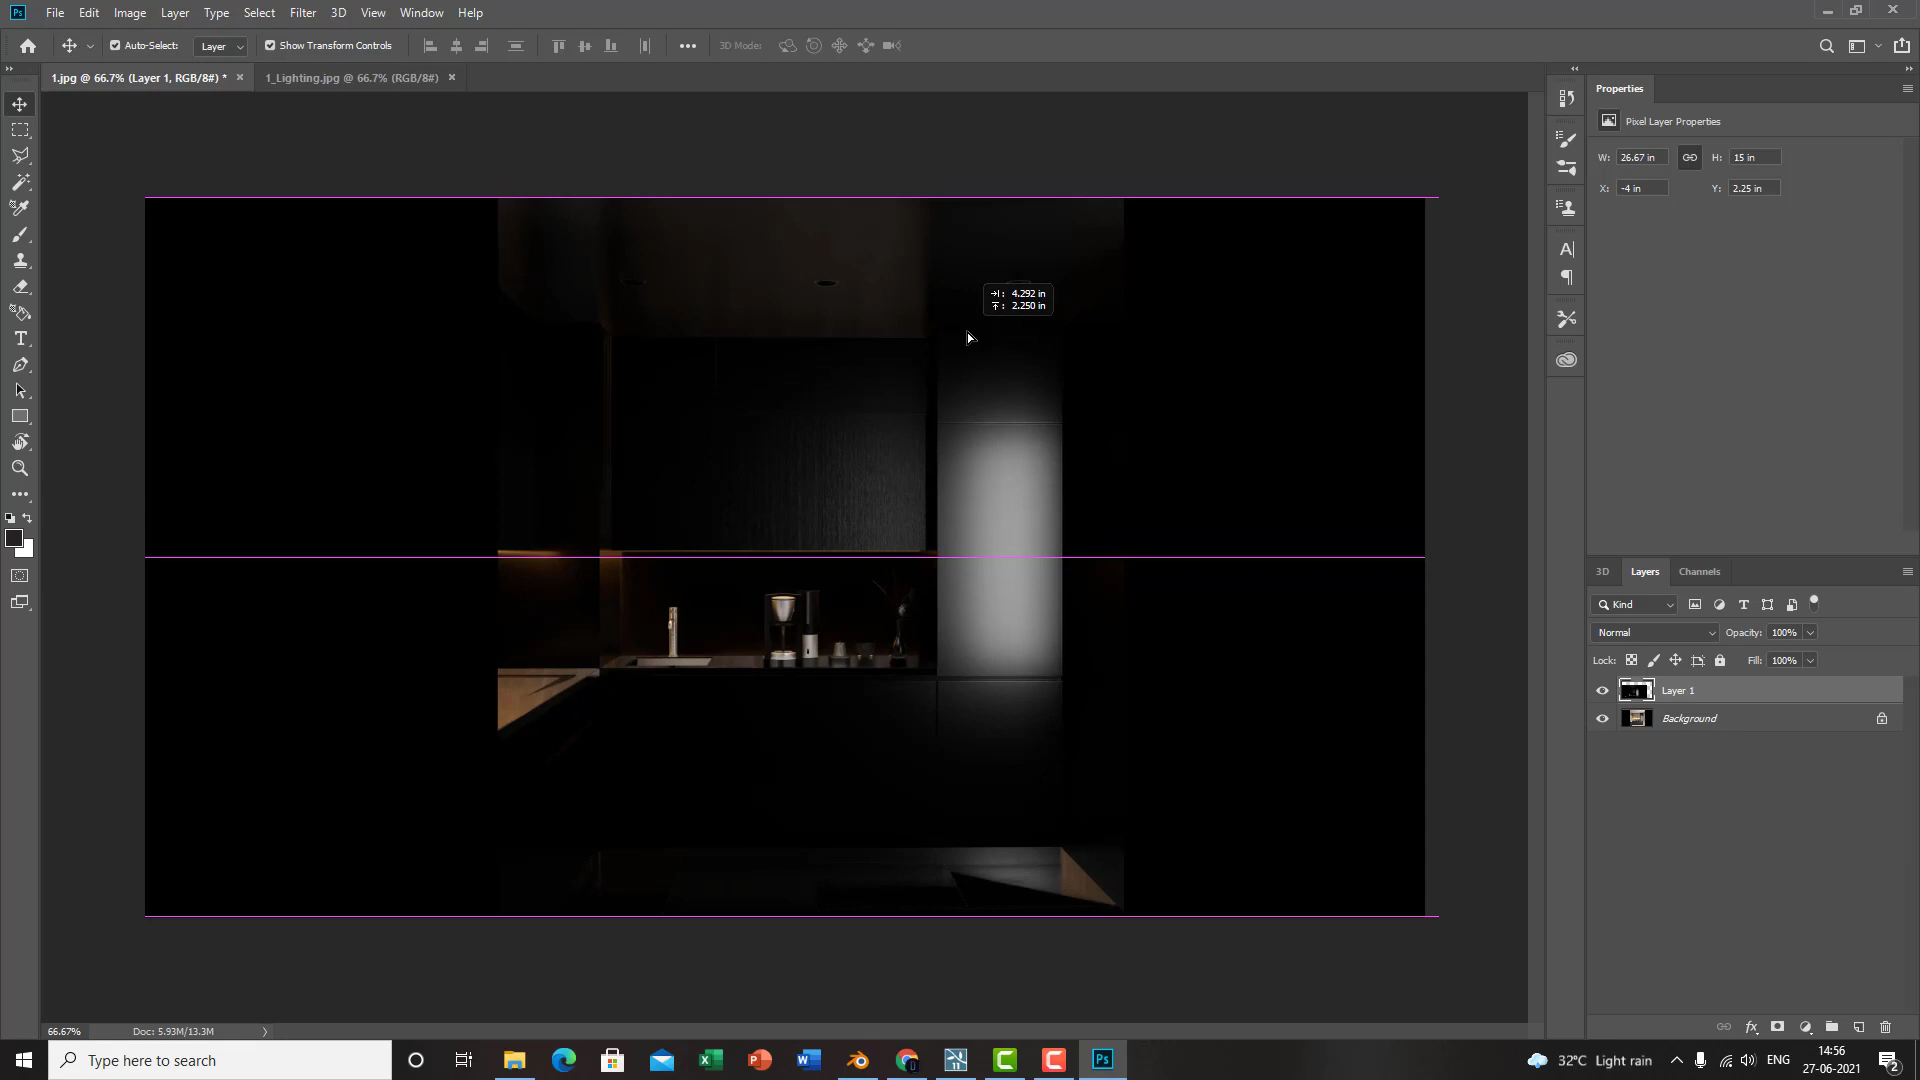 Ps File Edit Image Layer Type Select Filter 3D View Window Help
Auto-Select: Layer Show Transform Controls 3D Mode:
1.jpg @ 66.7% (Layer 1, RGB/8#) * × 1_Lighting.jpg @ 66.7% (RGB/8#) ×
Properties
Pixel Layer Properties
W: 26.67 in H: 15 in
X: -4 in Y: 2.25 in
: 4.292 in
: 2.250 in
3D Layers Channels
Kind
Normal Opacity: 100%
Lock: Fill: 100%
Layer 1
Background
66.67% Doc: 5.93M/13.3M
Type here to search
32°C Light rain ENG
14:56
27-06-2021
2